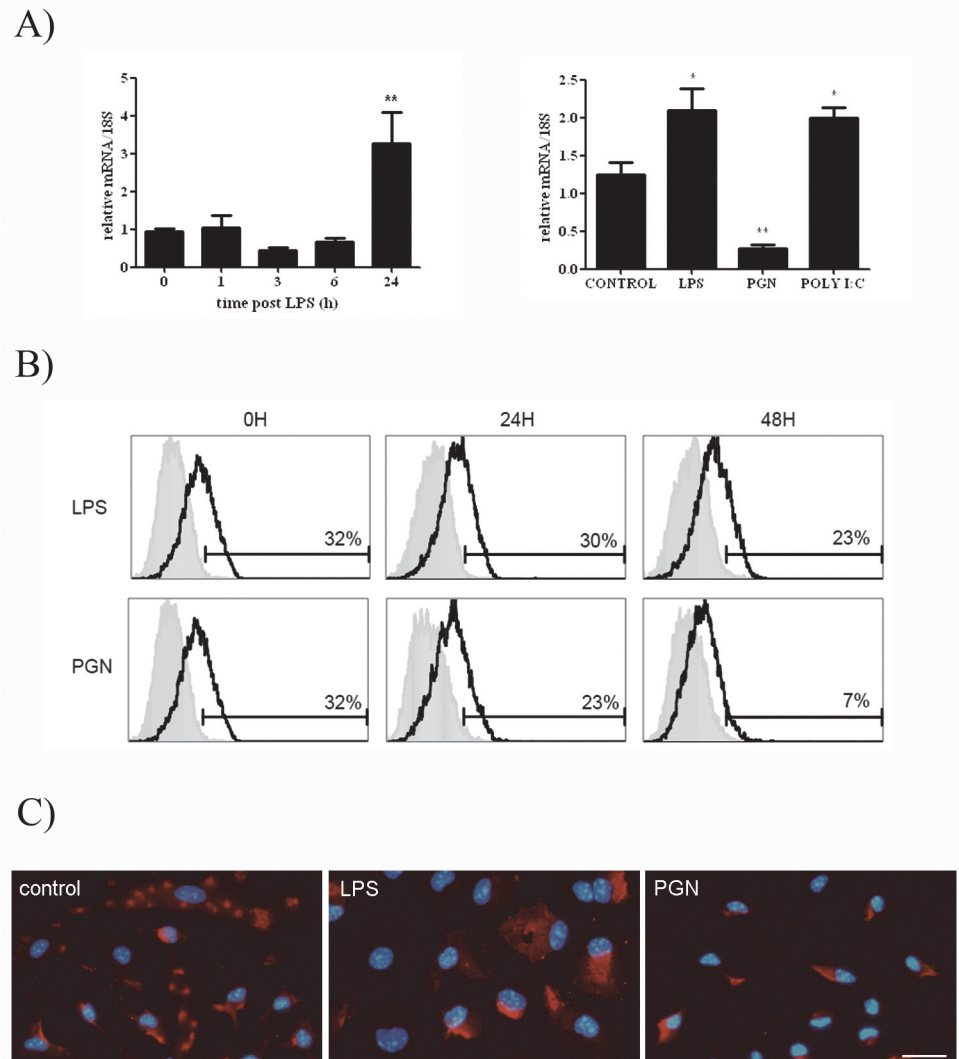 A)
5
4
3
2
1
0
relative mRNA/18S
**
0 1 3 6 24
time post LPS (h)
2.5
2.0
1.5
1.0
0.5
0.0
relative mRNA/18S
*
**
*
CONTROL LPS PGN POLY I:C
B)
0H 24H 48H
LPS
32%
30%
23%
PGN
32%
23%
7%
C)
control
LPS
PGN